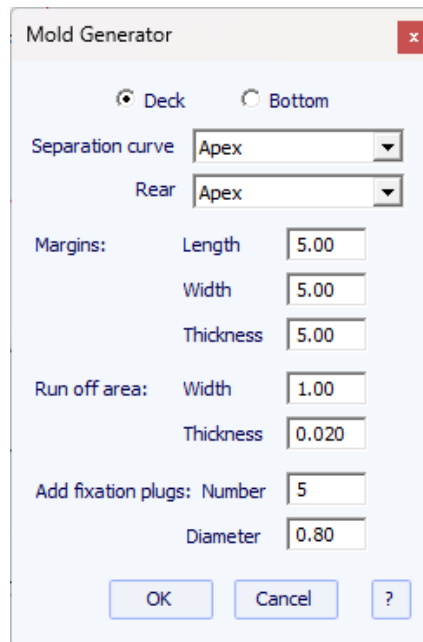 Mold Generator x
Deck Bottom
Separation curve Apex
Rear Apex
Margins: Length 5.00
Width 5.00
Thickness 5.00
Run off area: Width 1.00
Thickness 0.020
Add fixation plugs: Number 5
Diameter 0.80
OK Cancel ?